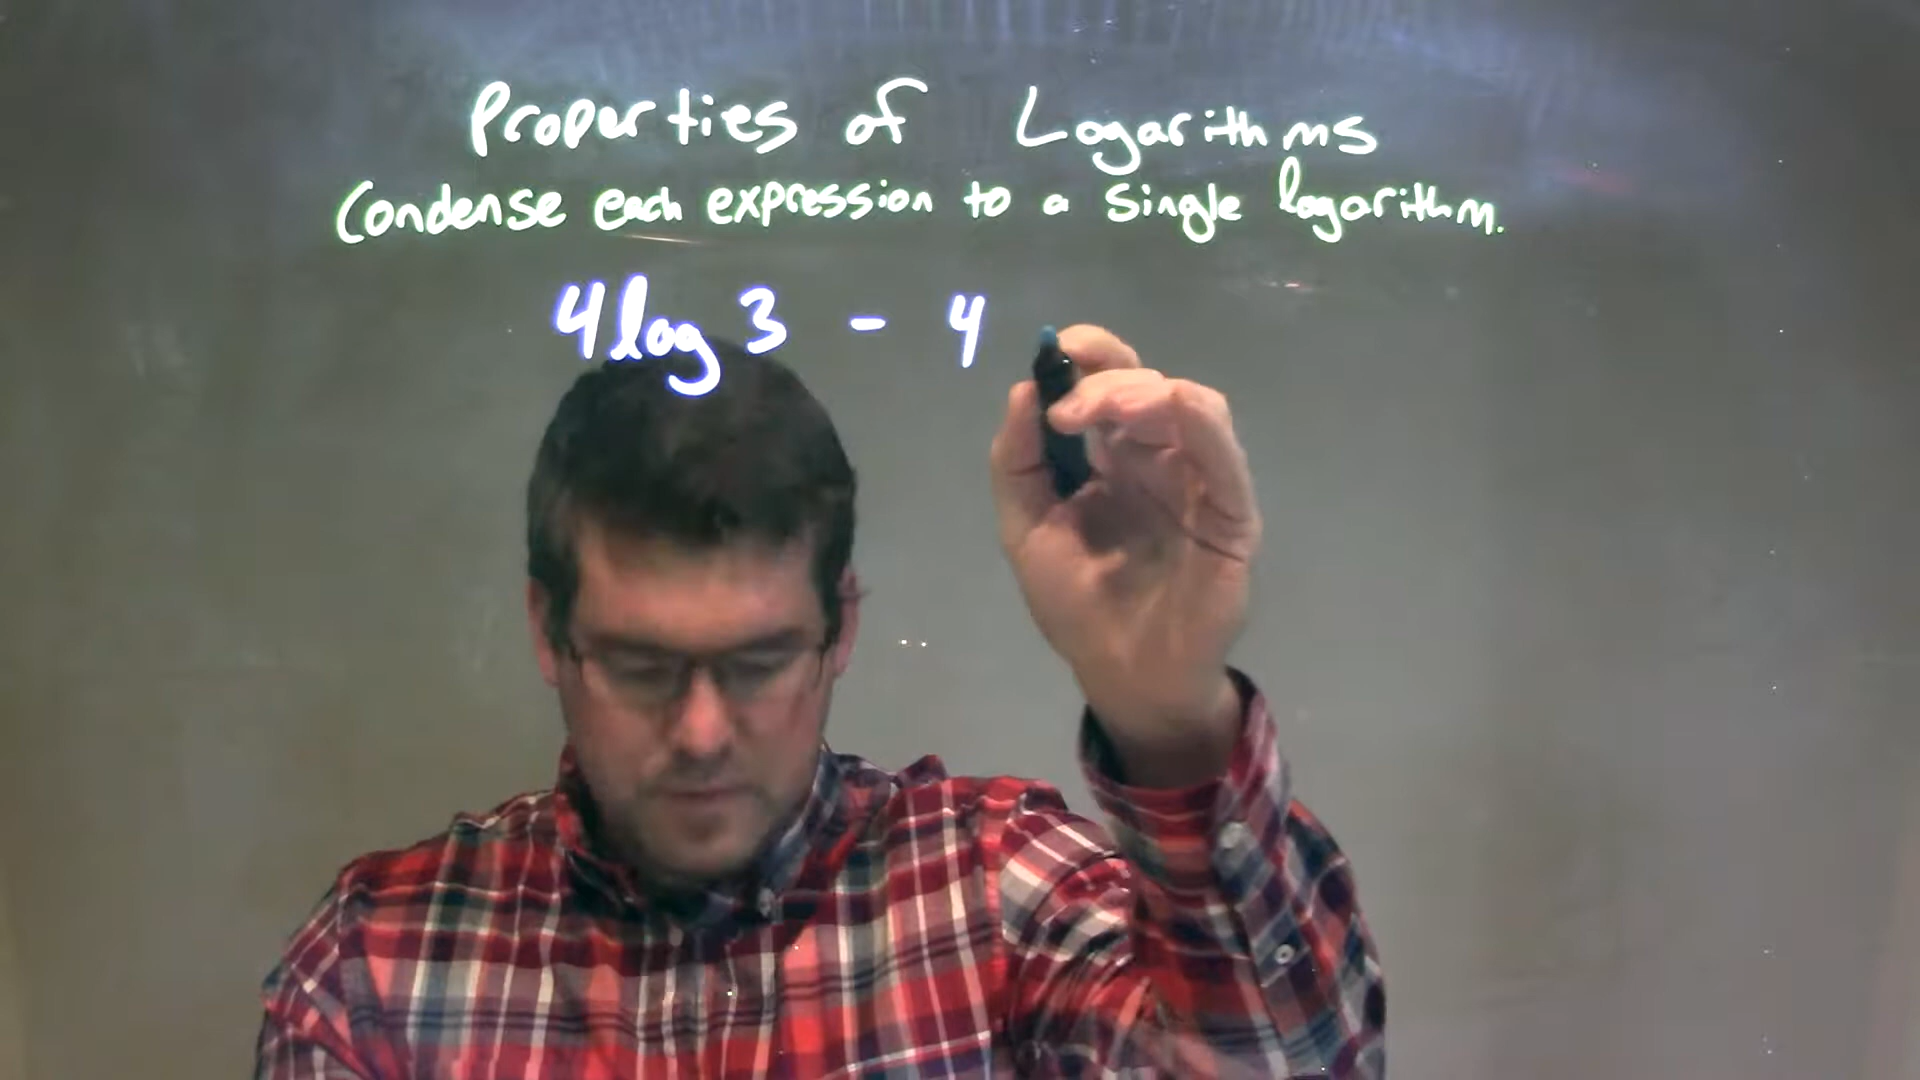 Properties of Logarithms
Condense each expression to a single logarithm.
4 log 3 - 4